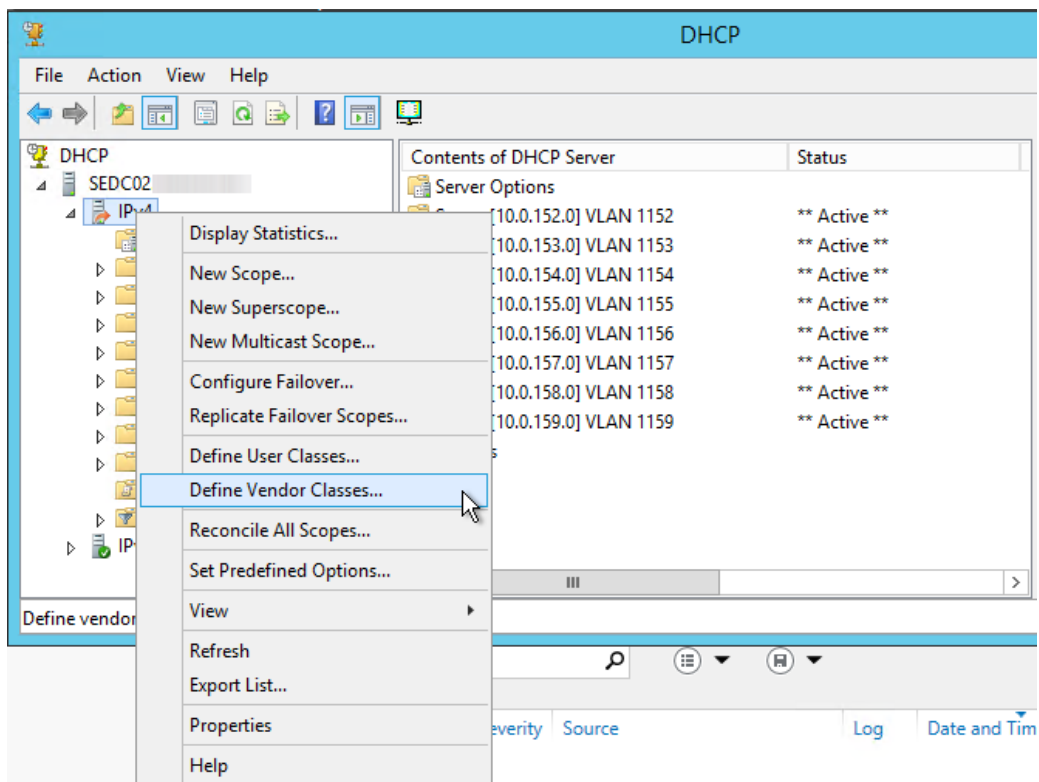 DHCP
File Action View Help
DHCP
SEDC02
IPv4
Contents of DHCP Server Status
Server Options
[10.0.152.0] VLAN 1152 ** Active **
[10.0.153.0] VLAN 1153 ** Active **
[10.0.154.0] VLAN 1154 ** Active **
[10.0.155.0] VLAN 1155 ** Active **
[10.0.156.0] VLAN 1156 ** Active **
[10.0.157.0] VLAN 1157 ** Active **
[10.0.158.0] VLAN 1158 ** Active **
[10.0.159.0] VLAN 1159 ** Active **
Display Statistics...
New Scope...
New Superscope...
New Multicast Scope...
Configure Failover...
Replicate Failover Scopes...
Define User Classes...
Define Vendor Classes...
Reconcile All Scopes...
Set Predefined Options...
View
Refresh
Export List...
Properties
Help
IP
Define vendor
everity Source Log Date and Tim